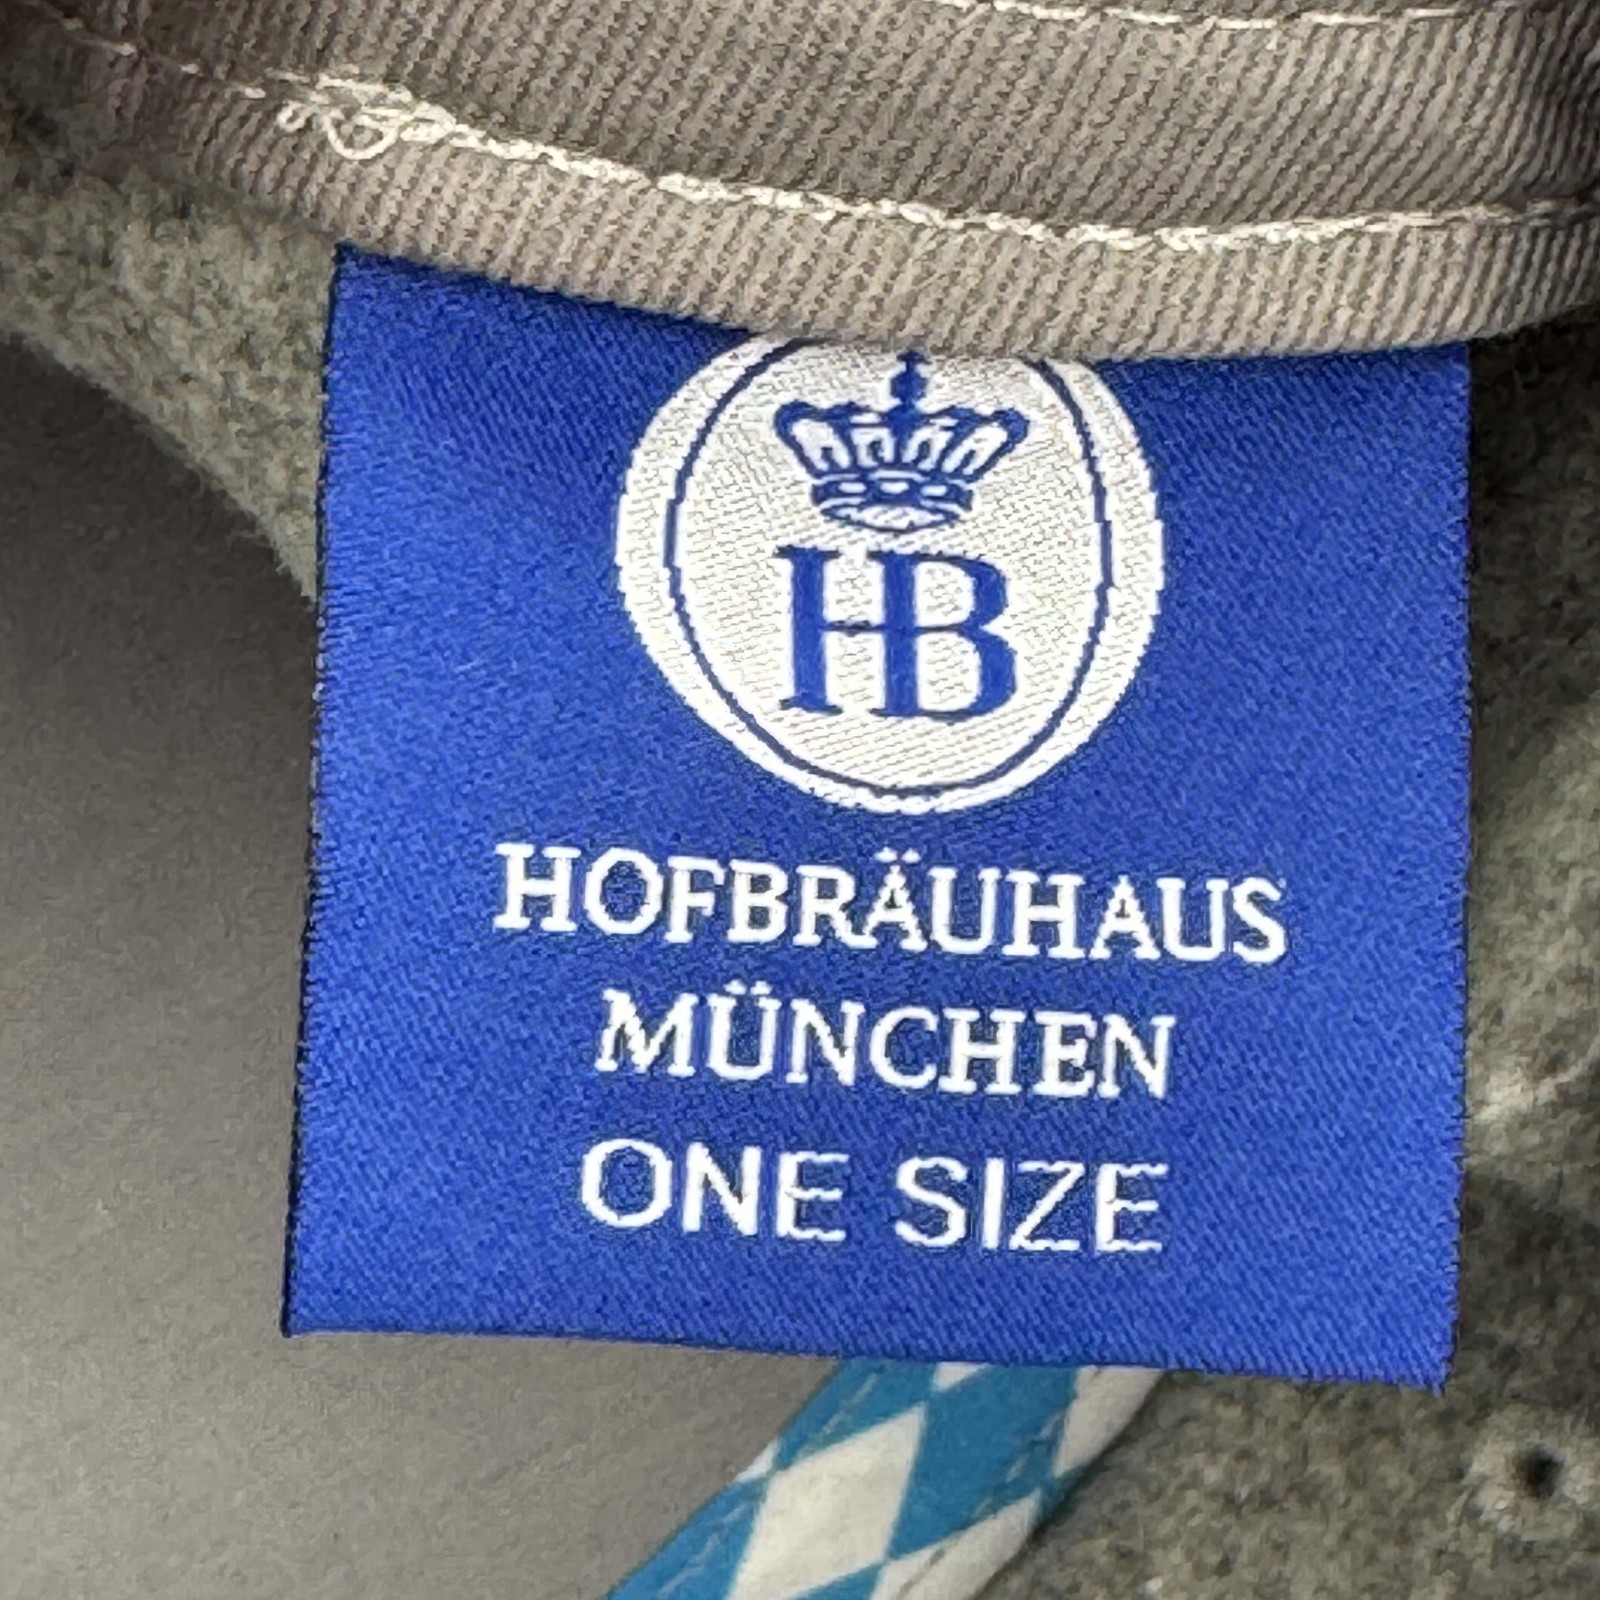 HB
HOFBRÄUHAUS
MÜNCHEN
ONE SIZE